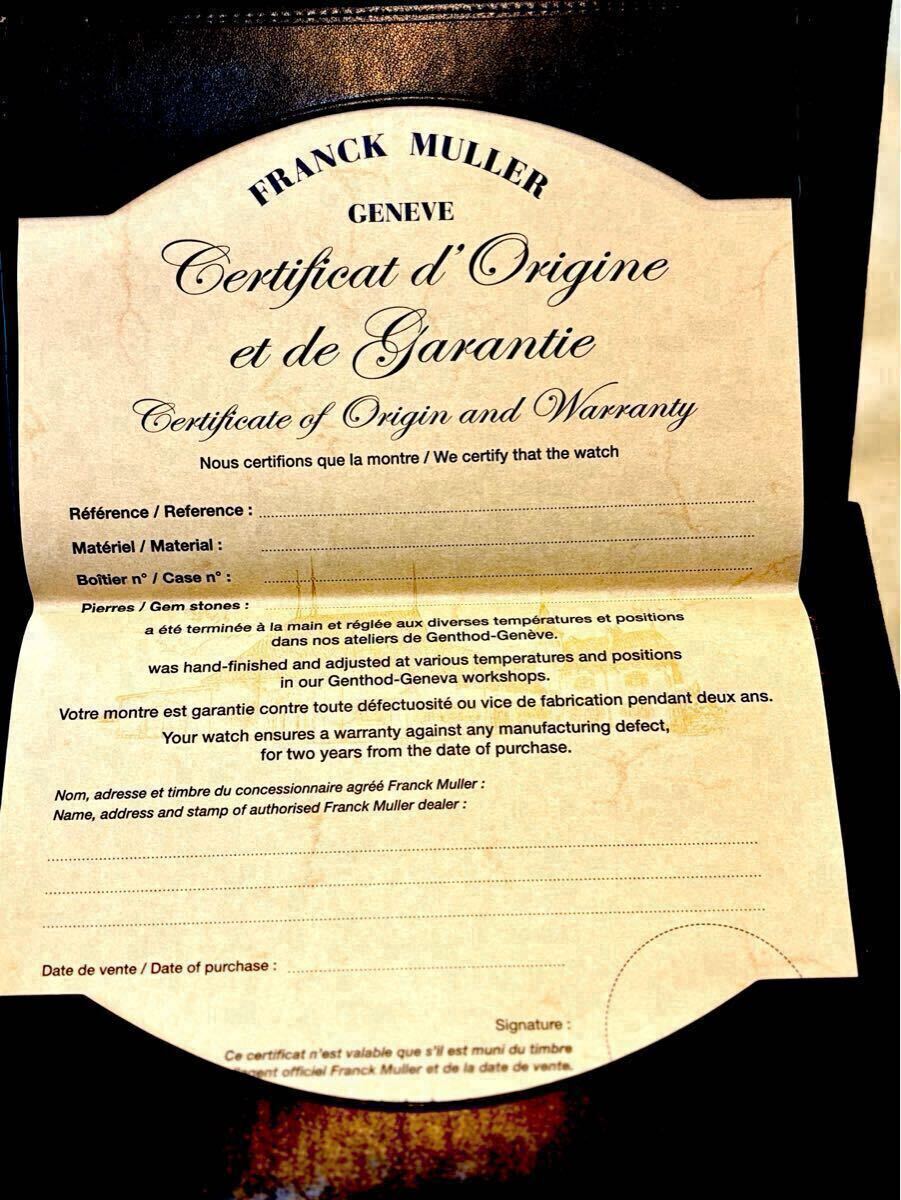 FRANCK MULLER
GENEVE
Certificat d'Origine
et de Garantie
Certificate of Origin and Warranty
Nous certifions que la montre / We certify that the watch
Référence / Reference :
Matériel / Material :
Boîtier n° / Case n° :
Pierres / Gem stones :
a été terminée à la main et réglée aux diverses températures et positions
dans nos ateliers de Genthod-Genève.
was hand-finished and adjusted at various temperatures and positions
in our Genthod-Geneva workshops.
Votre montre est garantie contre toute défectuosité ou vice de fabrication pendant deux ans.
Your watch ensures a warranty against any manufacturing defect,
for two years from the date of purchase.
Nom, adresse et timbre du concessionnaire agréé Franck Muller :
Name, address and stamp of authorised Franck Muller dealer :
Date de vente / Date of purchase :
Signature :
Ce certificat n'est valable que s'il est muni du timbre
officiel Franck Muller et de la date de vente.